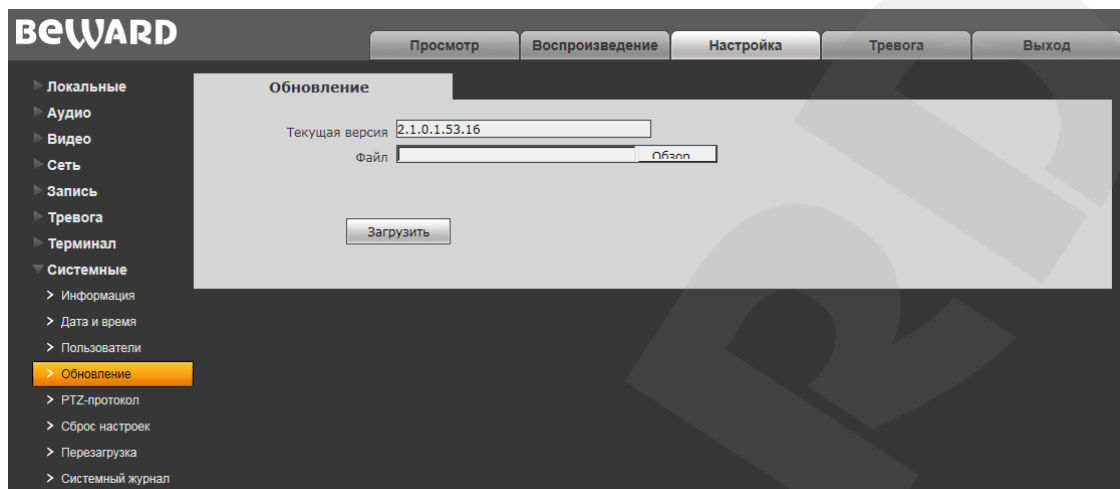 BEWARD
Просмотр
Воспроизведение
Настройка
Тревога
Выход
Локальные
Аудио
Видео
Сеть
Запись
Тревога
Терминал
Системные
Информация
Дата и время
Пользователи
Обновление
PTZ-протокол
Сброс настроек
Перезагрузка
Системный журнал
Обновление
Текущая версия 2.1.0.1.53.16
Файл Обзор
Загрузить